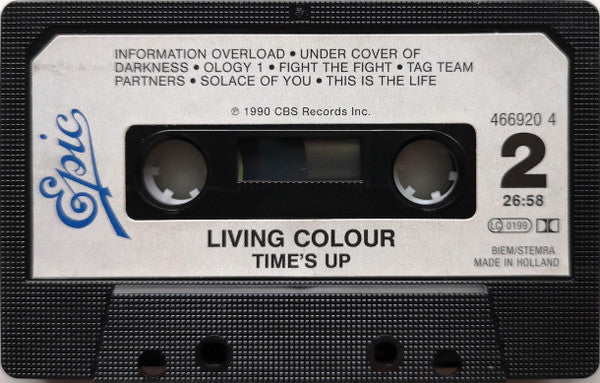 INFORMATION OVERLOAD • UNDER COVER OF
DARKNESS • OLOGY 1 • FIGHT THE FIGHT • TAG TEAM
PARTNERS • SOLACE OF YOU • THIS IS THE LIFE
℗ 1990 CBS Records Inc.
466920 4
Epic
2
26:58
LC 0199
LIVING COLOUR
TIME'S UP
BIEM/STEMRA
MADE IN HOLLAND